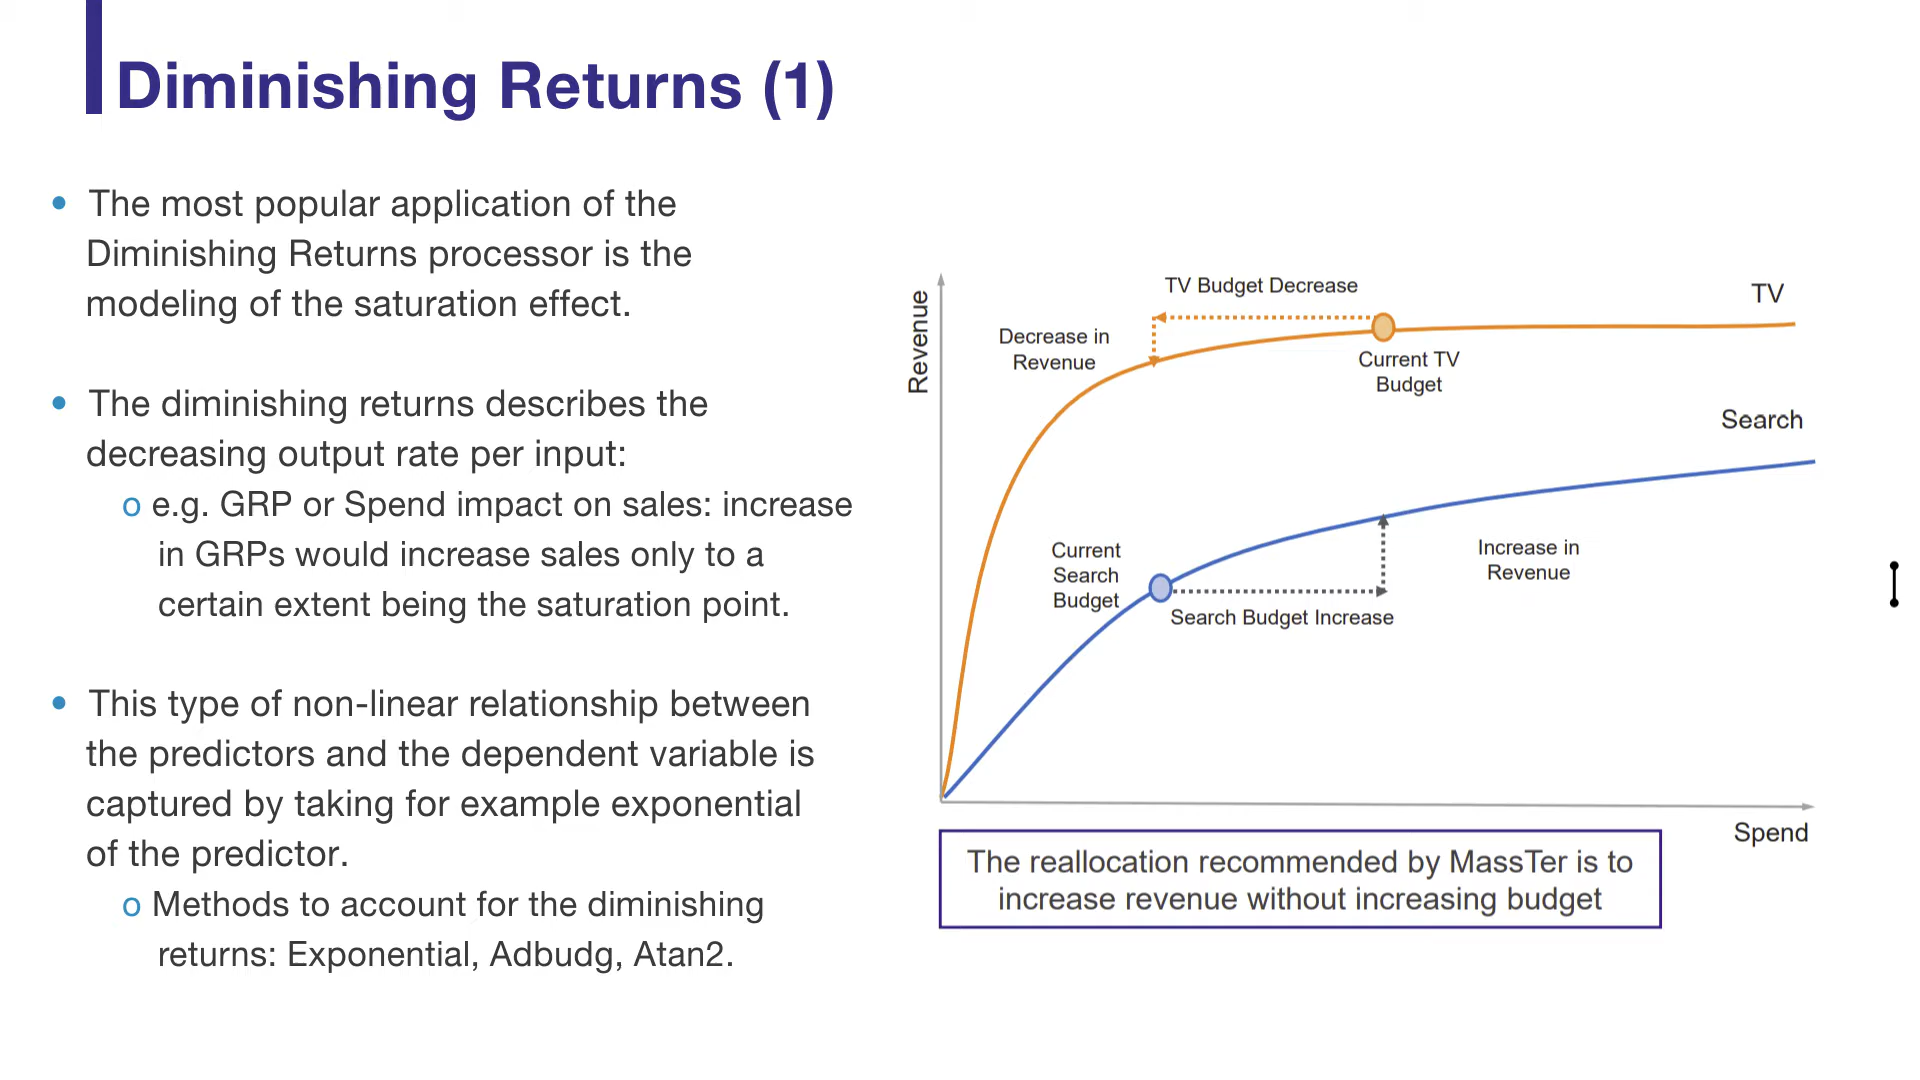 Diminishing Returns (1)
• The most popular application of the
Diminishing Returns processor is the
modeling of the saturation effect.
• The diminishing returns describes the
decreasing output rate per input:
o e.g. GRP or Spend impact on sales: increase
in GRPs would increase sales only to a
certain extent being the saturation point.
• This type of non-linear relationship between
the predictors and the dependent variable is
captured by taking for example exponential
of the predictor.
o Methods to account for the diminishing
returns: Exponential, Adbudg, Atan2.
Revenue
TV Budget Decrease
TV
Decrease in
Revenue
Current TV
Budget
Search
Current
Search
Budget
Search Budget Increase
Increase in
Revenue
Spend
The reallocation recommended by MassTer is to
increase revenue without increasing budget